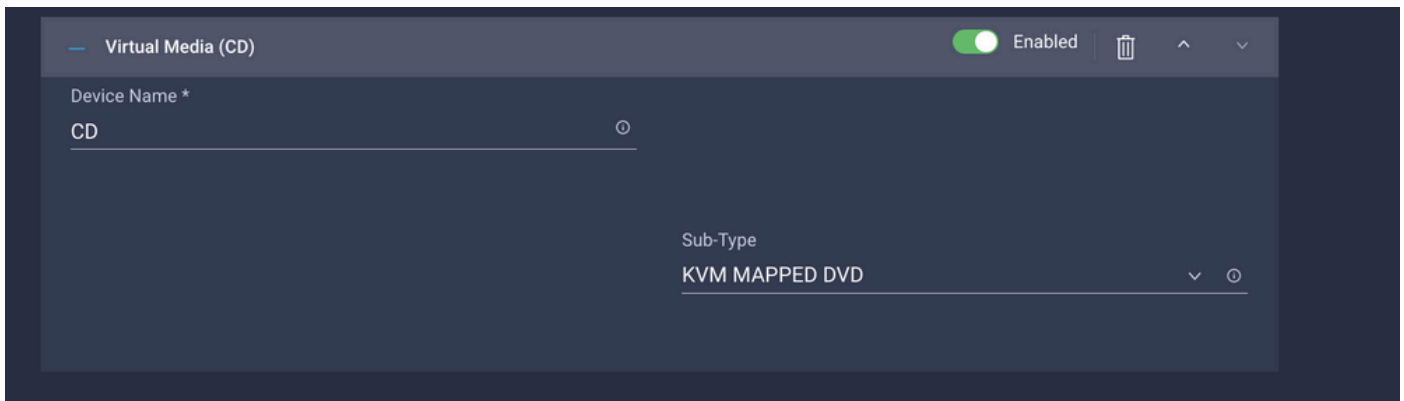 Virtual Media (CD)
Enabled
Device Name *
CD
Sub-Type
KVM MAPPED DVD